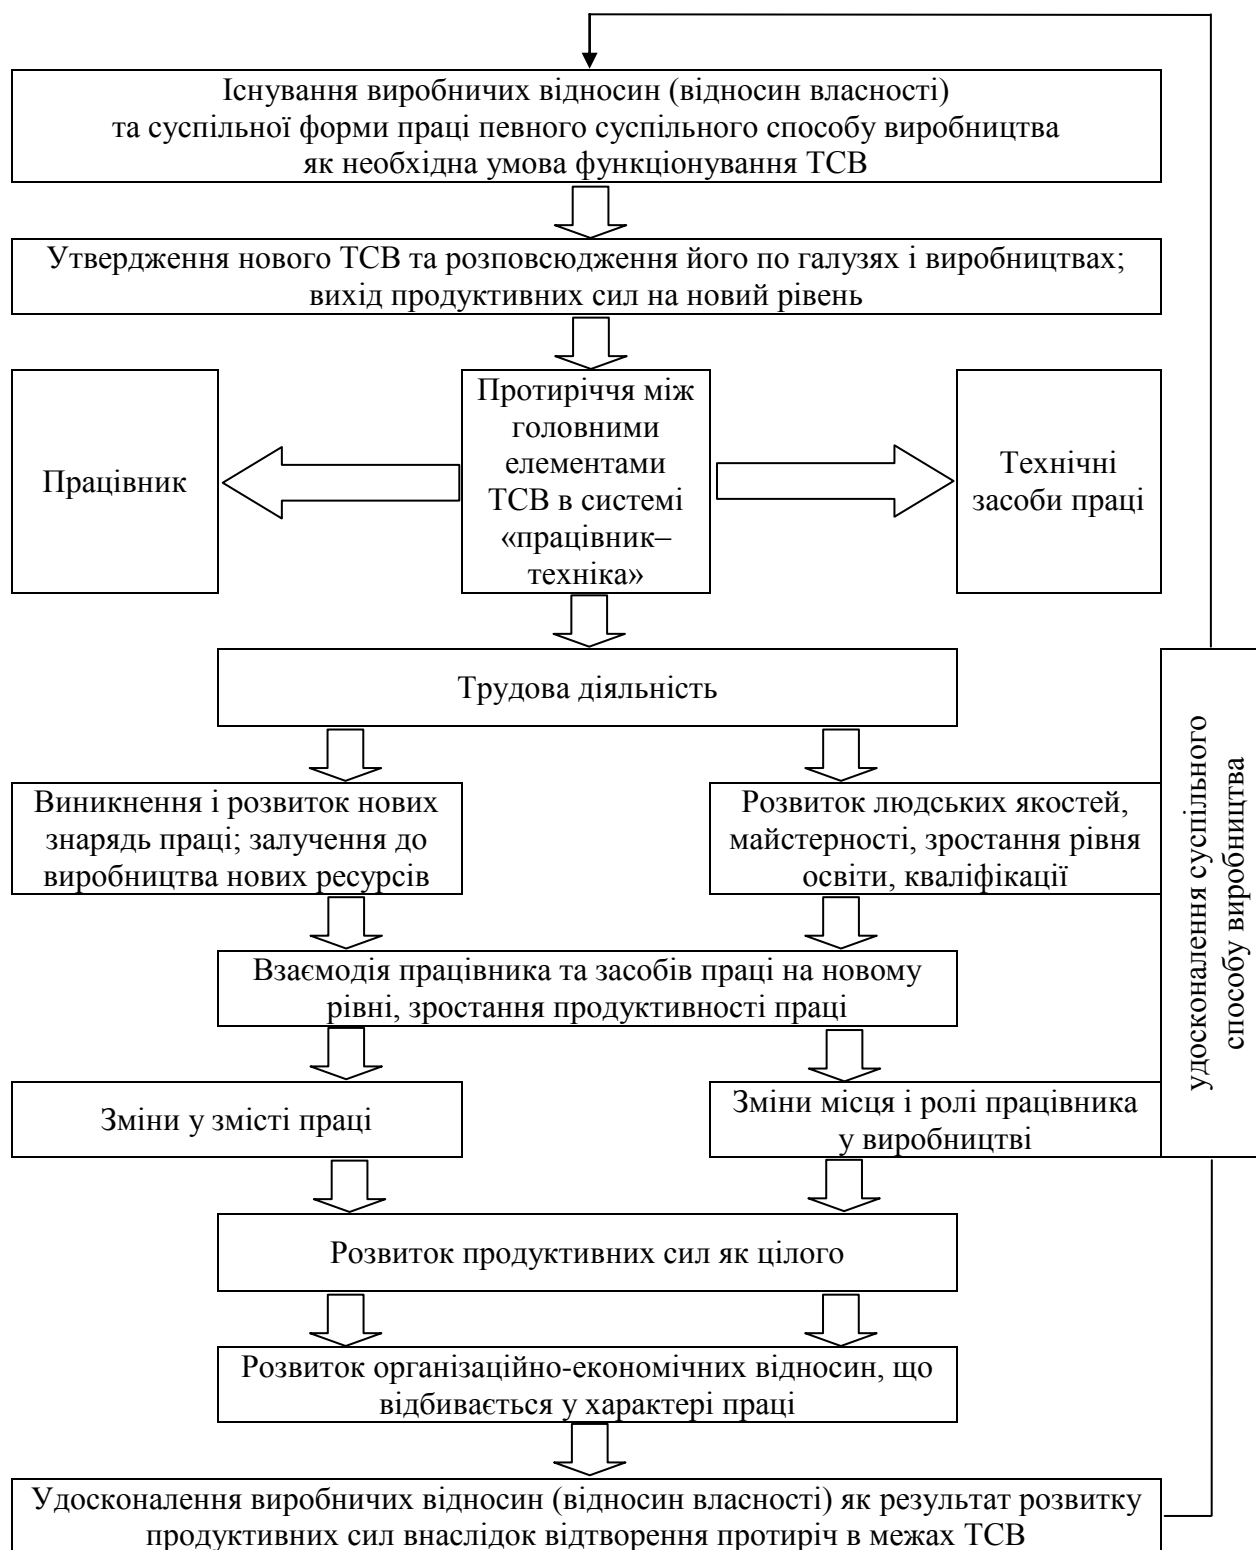 Існування виробничих відносин (відносин власності)
та суспільної форми праці певного суспільного способу виробництва
як необхідна умова функціонування ТСВ
Утвердження нового ТСВ та розповсюдження його по галузях і виробництвах;
вихід продуктивних сил на новий рівень
Працівник
Протиріччя між
головними
елементами
ТСВ в системі
«працівник–
техніка»
Технічні
засоби праці
Трудова діяльність
Виникнення і розвиток нових
знарядь праці; залучення до
виробництва нових ресурсів
Розвиток людських якостей,
майстерності, зростання рівня
освіти, кваліфікації
удосконалення суспільного
способу виробництва
Взаємодія працівника та засобів праці на новому
рівні, зростання продуктивності праці
Зміни у змісті праці
Зміни місця і ролі працівника
у виробництві
Розвиток продуктивних сил як цілого
Розвиток організаційно-економічних відносин, що
відбивається у характері праці
Удосконалення виробничих відносин (відносин власності) як результат розвитку
продуктивних сил внаслідок відтворення протиріч в межах ТСВ